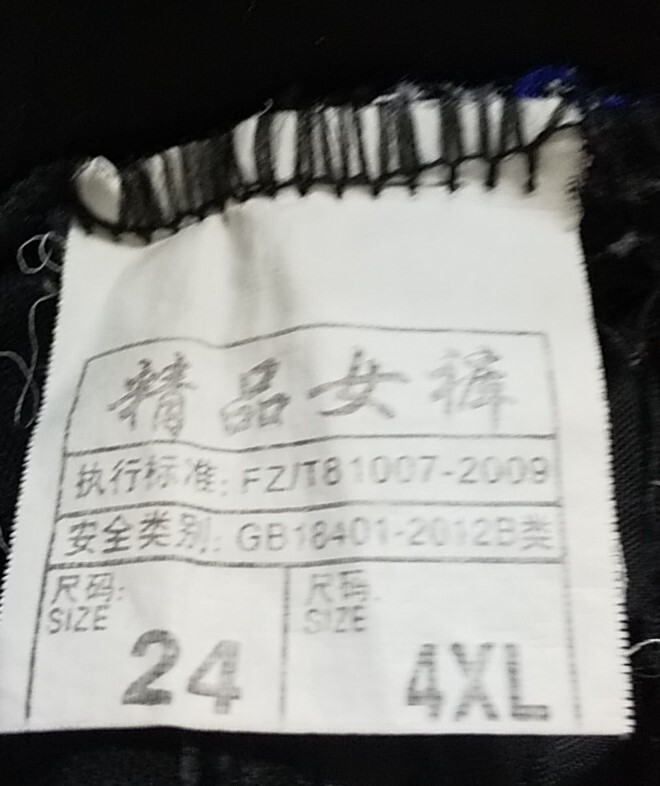 精品女裤
执行标准: FZ/T81007-2009
安全类别: GB18401-2012B类
尺码: 尺码:
SIZE SIZE
24 4XL